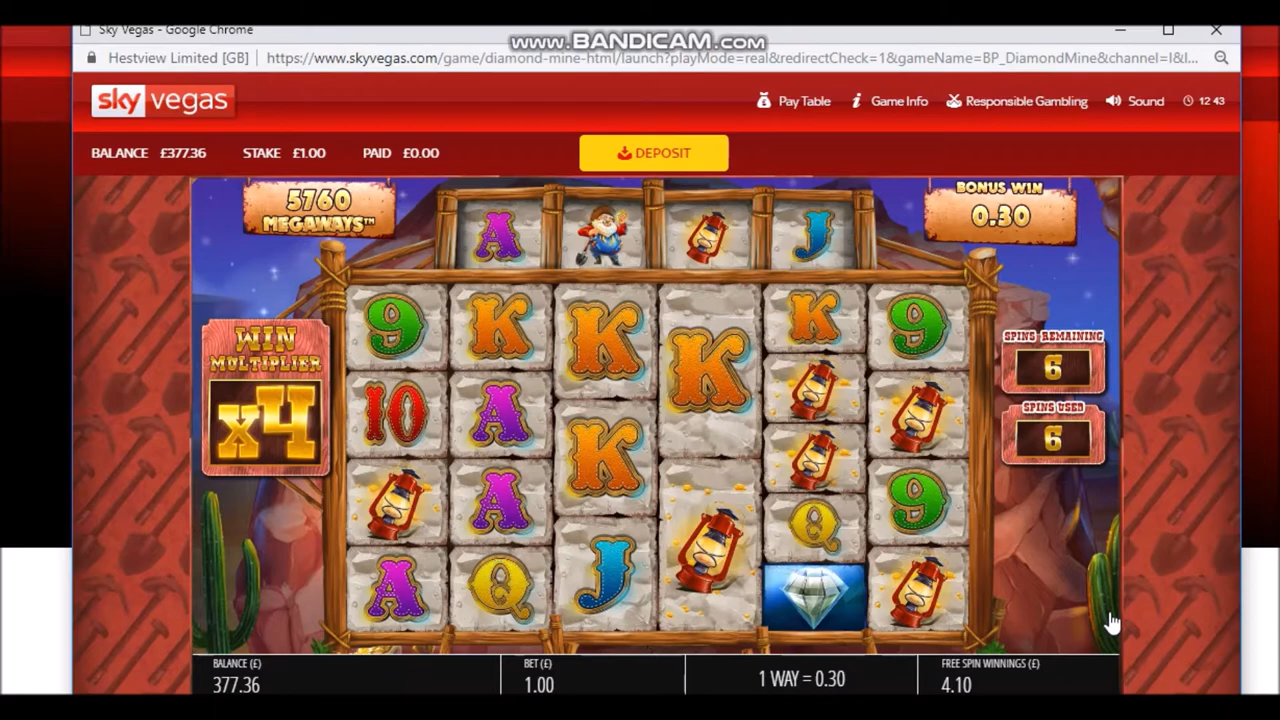 Sky Vegas - Google Chrome
www.BANDICAM.com
Hestview Limited [GB] https://www.skyvegas.com/game/diamond-mine-html/launch?playMode=real&redirectCheck=1&gameName=BP_DiamondMine&channel=I&l...
sky vegas
Pay Table Game Info Responsible Gambling Sound 12 43
BALANCE £377.36 STAKE £1.00 PAID £0.00 DEPOSIT
5760
MEGAWAYS™
BONUS WIN
0.30
A J
9 K K K K 9
10 A K
A Q 9
A Q J
WIN
MULTIPLIER
x4
SPINS REMAINING
6
SPINS USED
6
BALANCE (£)
377.36
BET (£)
1.00
1 WAY = 0.30
FREE SPIN WINNINGS (£)
4.10